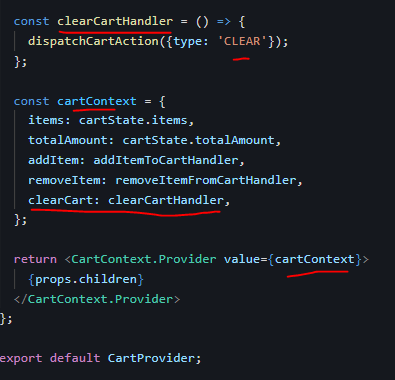 const clearCartHandler = () => {
dispatchCartAction({type: 'CLEAR'});
};
const cartContext = {
items: cartState.items,
totalAmount: cartState.totalAmount,
addItem: addItemToCartHandler,
removeItem: removeItemFromCartHandler,
clearCart: clearCartHandler,
};
return <CartContext.Provider value={cartContext}>
{props.children}
</CartContext.Provider>
};
export default CartProvider;